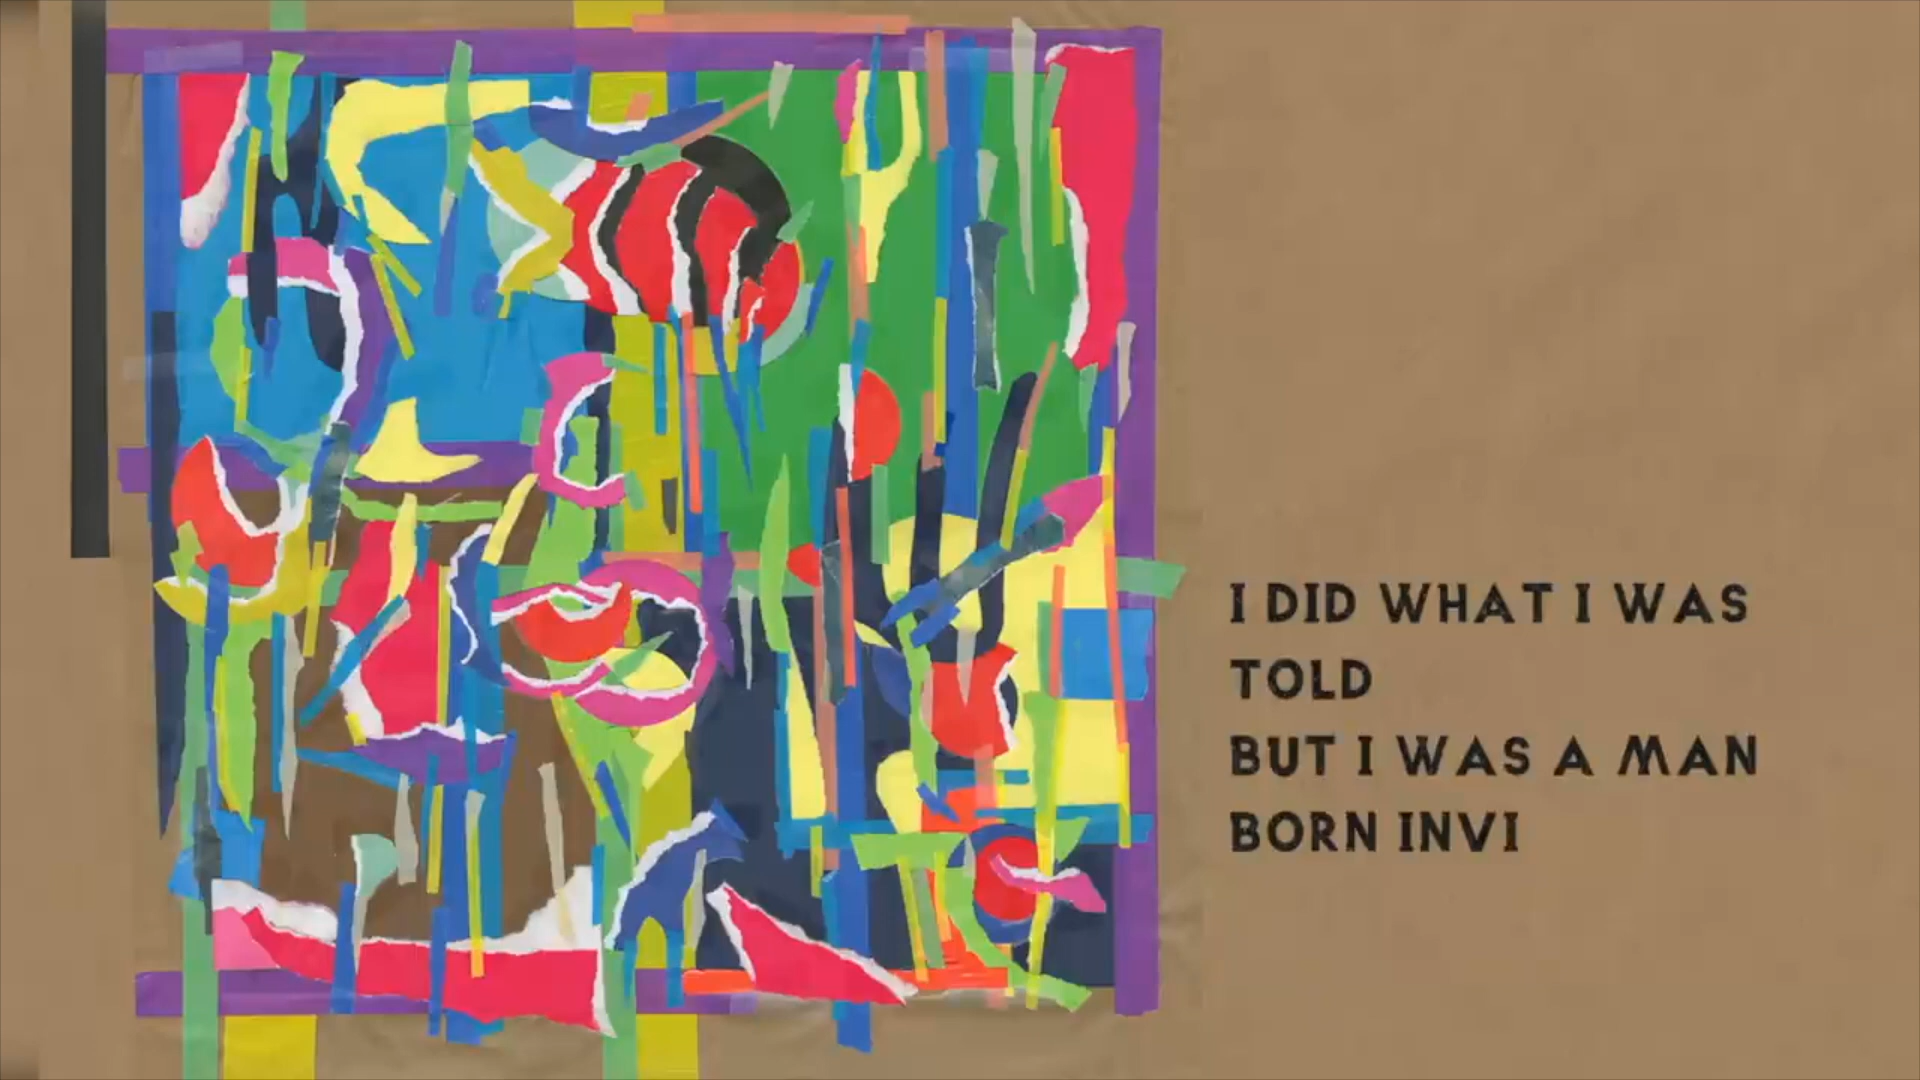 I DID WHAT I WAS
TOLD
BUT I WAS A MAN
BORN INVI